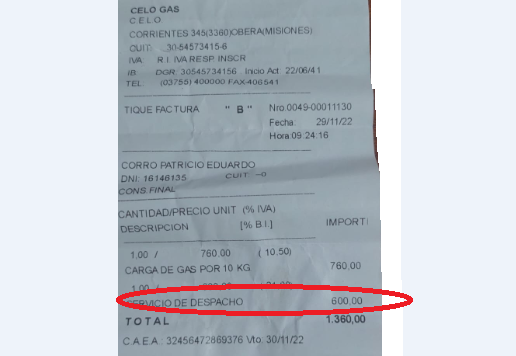 CELO GAS
C.E.L.O.
CORRIENTES 345(3360)OBERA(MISIONES)
CUIT: 30-54573415-6
IVA: R.I. IVA RESP INSCR
IB: DGR: 30545734156 Inicio Act 22/06/41
TEL: (03755) 400000 FAX-406541
TIQUE FACTURA " B " Nro.0049-00011130
Fecha: 29/11/22
Hora:09:24:16
CORRO PATRICIO EDUARDO
DNI: 16146135 CUIT: -0
CONS.FINAL
CANTIDAD/PRECIO UNIT (% IVA)
DESCRIPCION [% B.I.] IMPORT
1.00 / 760.00 ( 10.50)
CARGA DE GAS POR 10 KG 760,00
1.00 /
SERVICIO DE DESPACHO 600,00
TOTAL 1.360,00
C.A.E.A.: 32456472869376 Vto. 30/11/22